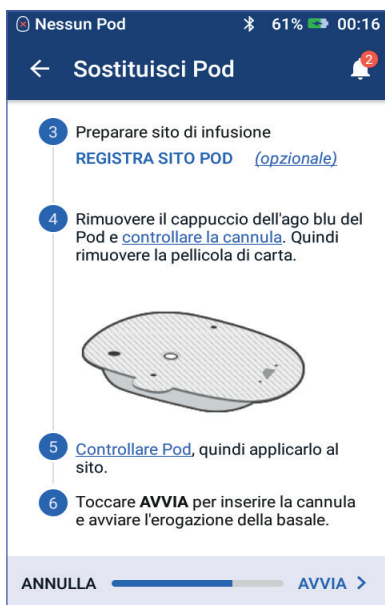 Nessun Pod 61% 00:16
Sostituisci Pod 2
3 Preparare sito di infusione
REGISTRA SITO POD (opzionale)
4 Rimuovere il cappuccio dell'ago blu del
Pod e controllare la cannula. Quindi
rimuovere la pellicola di carta.
5 Controllare Pod, quindi applicarlo al
sito.
6 Toccare AVVIA per inserire la cannula
e avviare l'erogazione della basale.
ANNULLA AVVIA